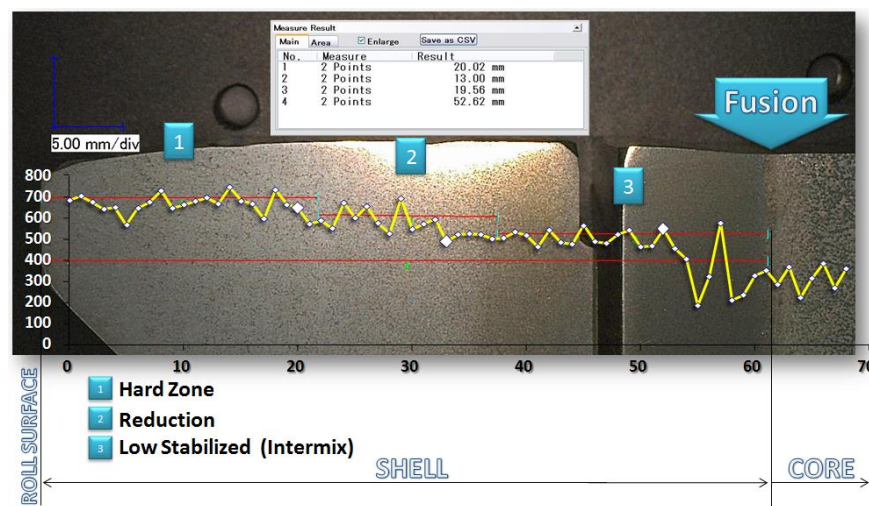 Measure Result
Main Area Enlarge Save as CSV
No. Measure Result
1 2 Points 20.02 mm
2 2 Points 13.00 mm
3 2 Points 19.56 mm
4 2 Points 52.62 mm
Fusion
5.00 mm/div
1
2
3
800
700
600
500
400
300
200
100
0
0 10 20 30 40 50 60 70
1 Hard Zone
2 Reduction
3 Low Stabilized (Intermix)
ROLL SURFACE
SHELL
CORE